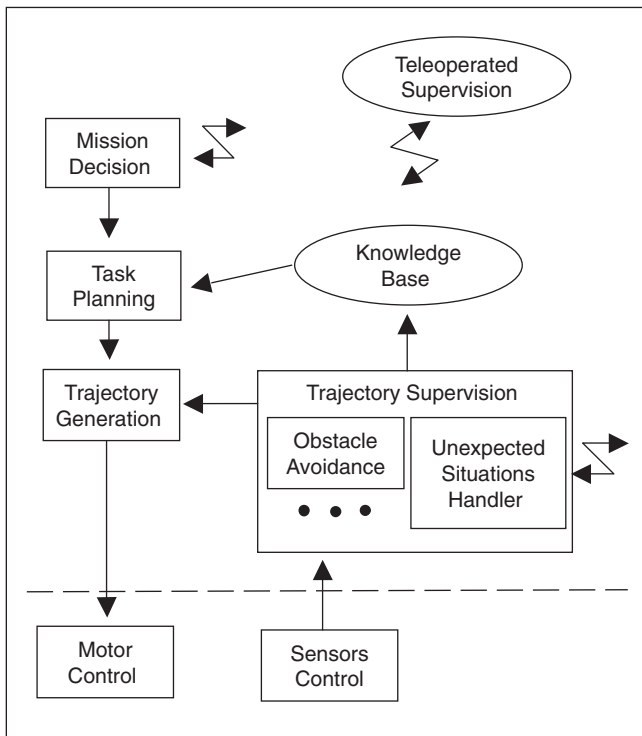 Teleoperated
Supervision
Mission
Decision
Knowledge
Base
Task
Planning
Trajectory
Generation
Trajectory Supervision
Obstacle
Avoidance
Unexpected
Situations
Handler
Motor
Control
Sensors
Control